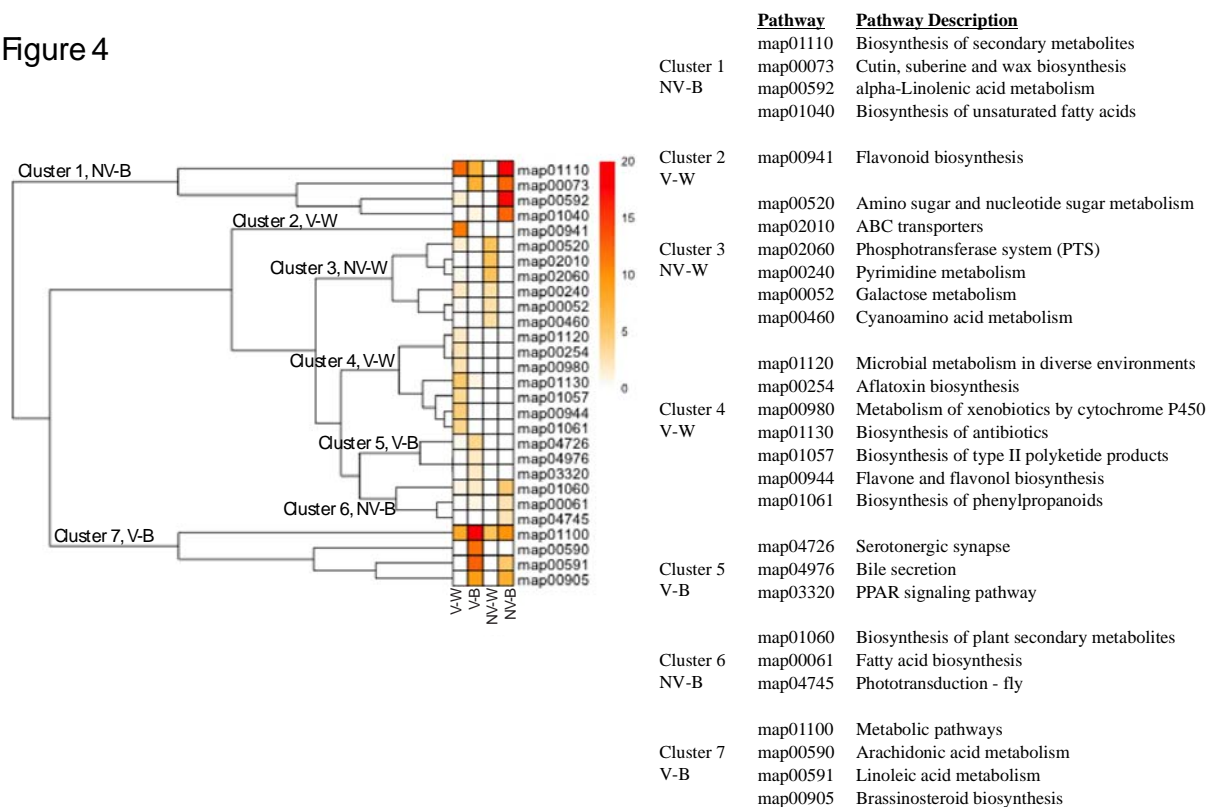 Figure 4
Cluster 1, NV-B
Cluster 2, V-W
Cluster 3, NV-W
Cluster 4, V-W
Cluster 5, V-B
Cluster 6, NV-B
Cluster 7, V-B
map01110
map00073
map00592
map01040
map00941
map00520
map02010
map02060
map00240
map00052
map00460
map01120
map00254
map00980
map01130
map01057
map00944
map01061
map04726
map04976
map03320
map01060
map00061
map04745
map01100
map00590
map00591
map00905
V-W
V-B
NV-W
NV-B
20
15
10
5
0
Pathway Pathway Description
map01110 Biosynthesis of secondary metabolites
Cluster 1 map00073 Cutin, suberine and wax biosynthesis
NV-B map00592 alpha-Linolenic acid metabolism
map01040 Biosynthesis of unsaturated fatty acids
Cluster 2 map00941 Flavonoid biosynthesis
V-W
map00520 Amino sugar and nucleotide sugar metabolism
map02010 ABC transporters
Cluster 3 map02060 Phosphotransferase system (PTS)
NV-W map00240 Pyrimidine metabolism
map00052 Galactose metabolism
map00460 Cyanoamino acid metabolism
map01120 Microbial metabolism in diverse environments
map00254 Aflatoxin biosynthesis
Cluster 4 map00980 Metabolism of xenobiotics by cytochrome P450
V-W map01130 Biosynthesis of antibiotics
map01057 Biosynthesis of type II polyketide products
map00944 Flavone and flavonol biosynthesis
map01061 Biosynthesis of phenylpropanoids
map04726 Serotonergic synapse
Cluster 5 map04976 Bile secretion
V-B map03320 PPAR signaling pathway
map01060 Biosynthesis of plant secondary metabolites
Cluster 6 map00061 Fatty acid biosynthesis
NV-B map04745 Phototransduction - fly
map01100 Metabolic pathways
Cluster 7 map00590 Arachidonic acid metabolism
V-B map00591 Linoleic acid metabolism
map00905 Brassinosteroid biosynthesis